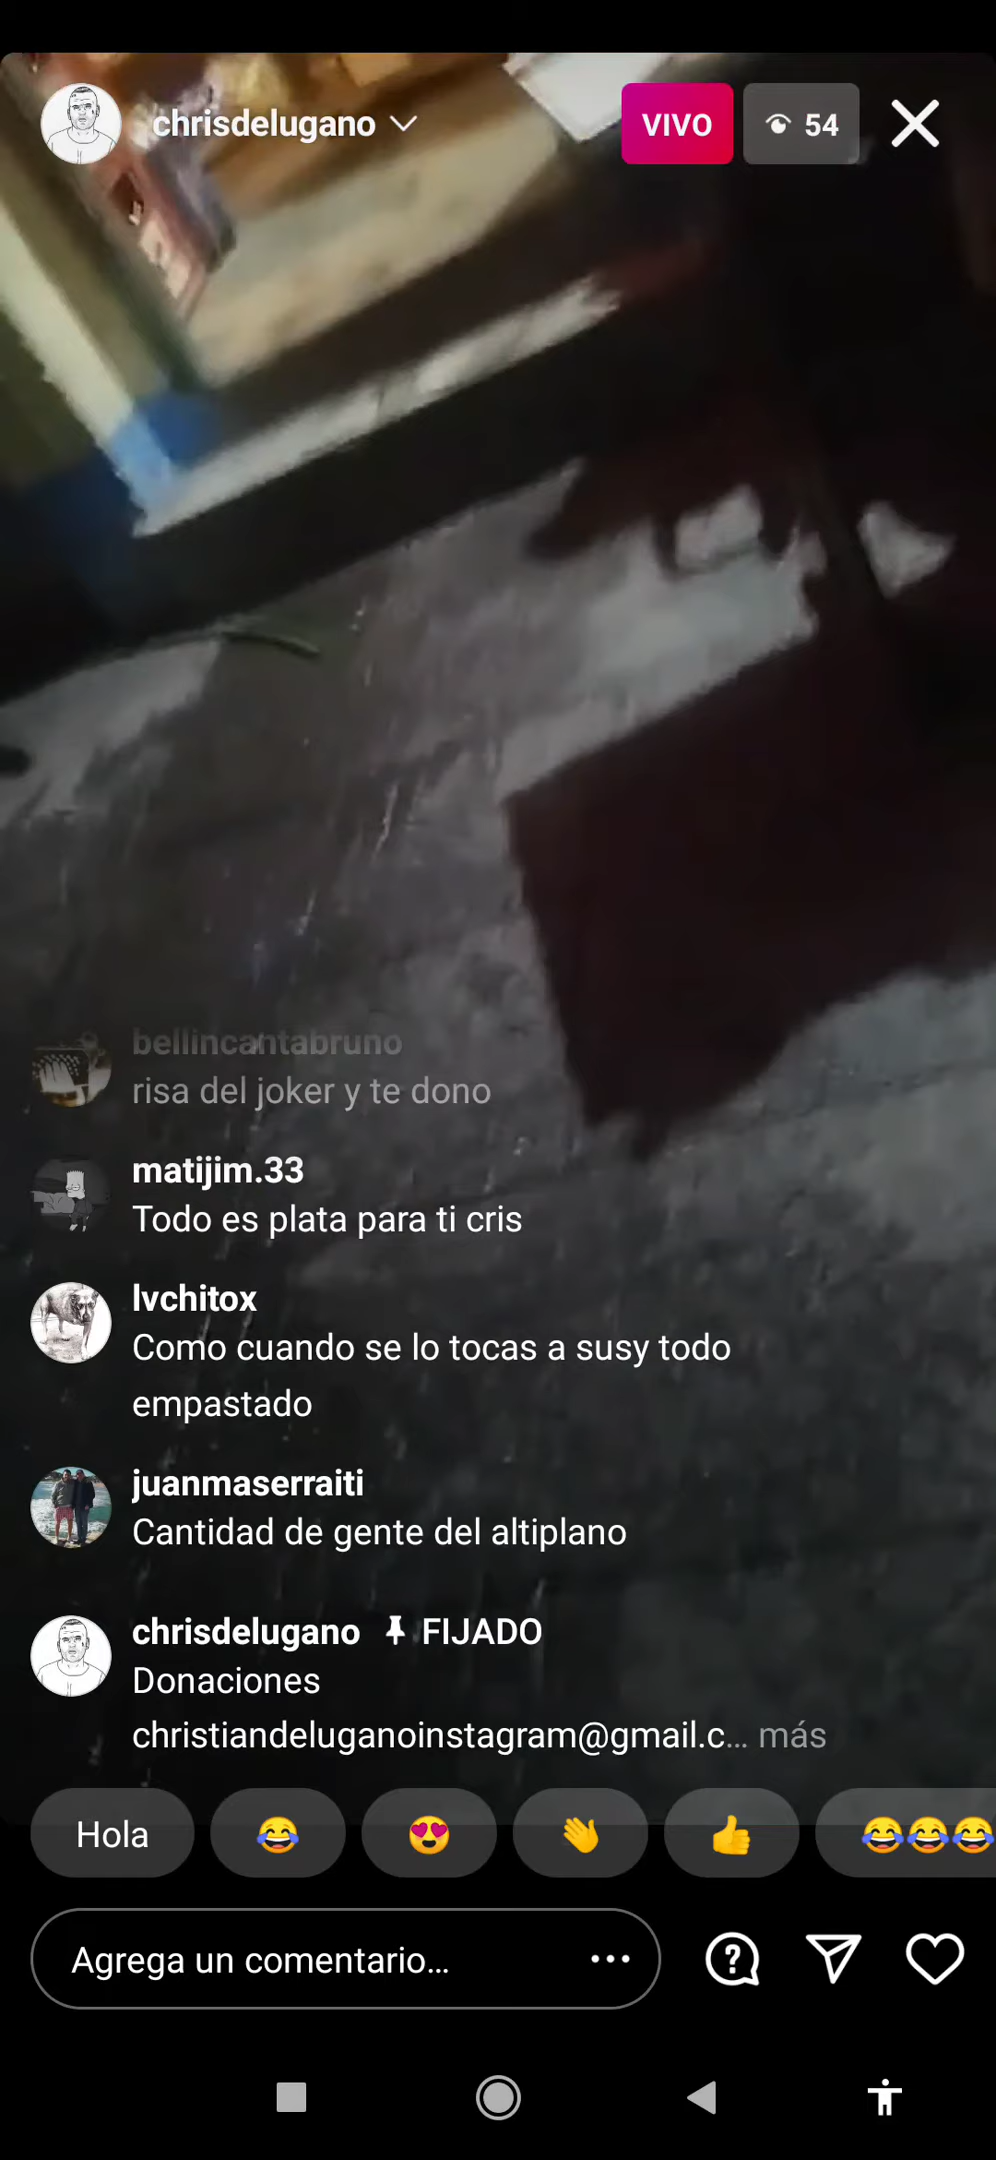 chrisdelugano
VIVO
54
bellincantabruno
risa del joker y te dono
matijim.33
Todo es plata para ti cris
lvchitox
Como cuando se lo tocas a susy todo
empastado
juanmaserraiti
Cantidad de gente del altiplano
chrisdelugano FIJADO
Donaciones
christiandeluganoinstagram@gmail.c... más
Hola 😂 😍 👋 👍 😂😂😂
Agrega un comentario...